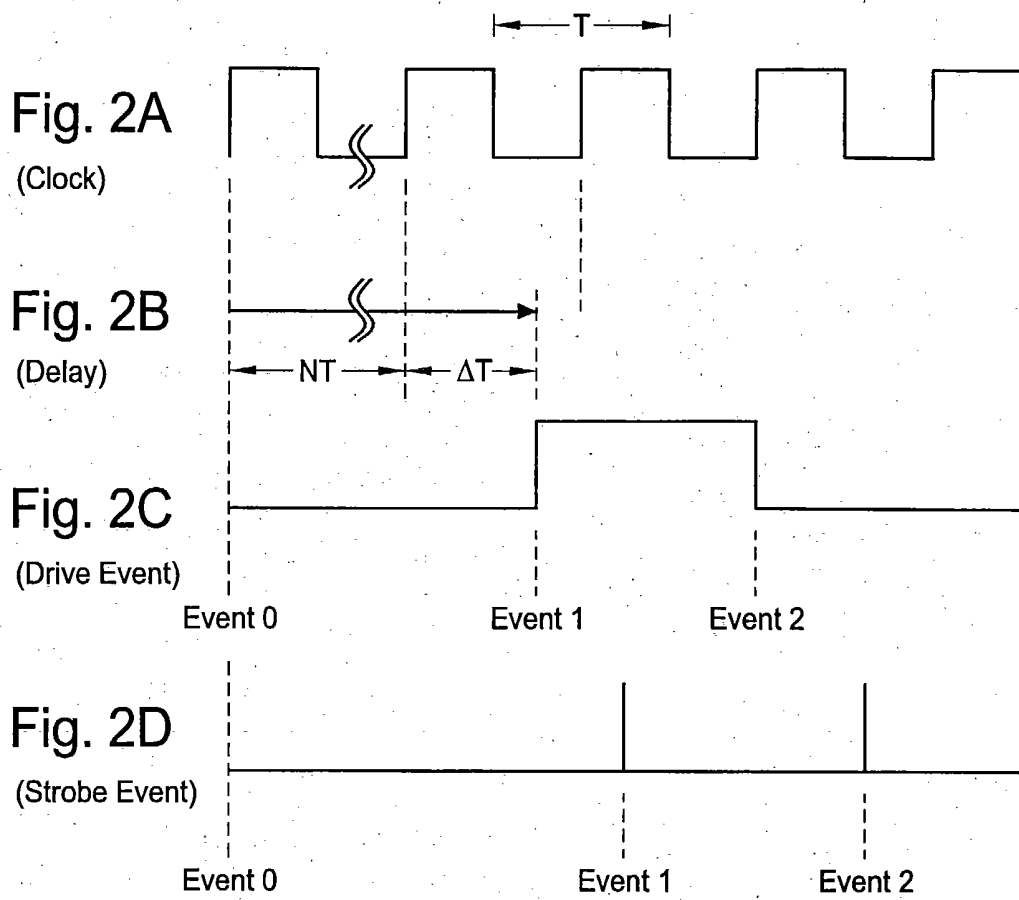 T
Fig. 2A
(Clock)
Fig. 2B
(Delay)
NT
ΔT
Fig. 2C
(Drive Event)
Event 0
Event 1
Event 2
Fig. 2D
(Strobe Event)
Event 0
Event 1
Event 2